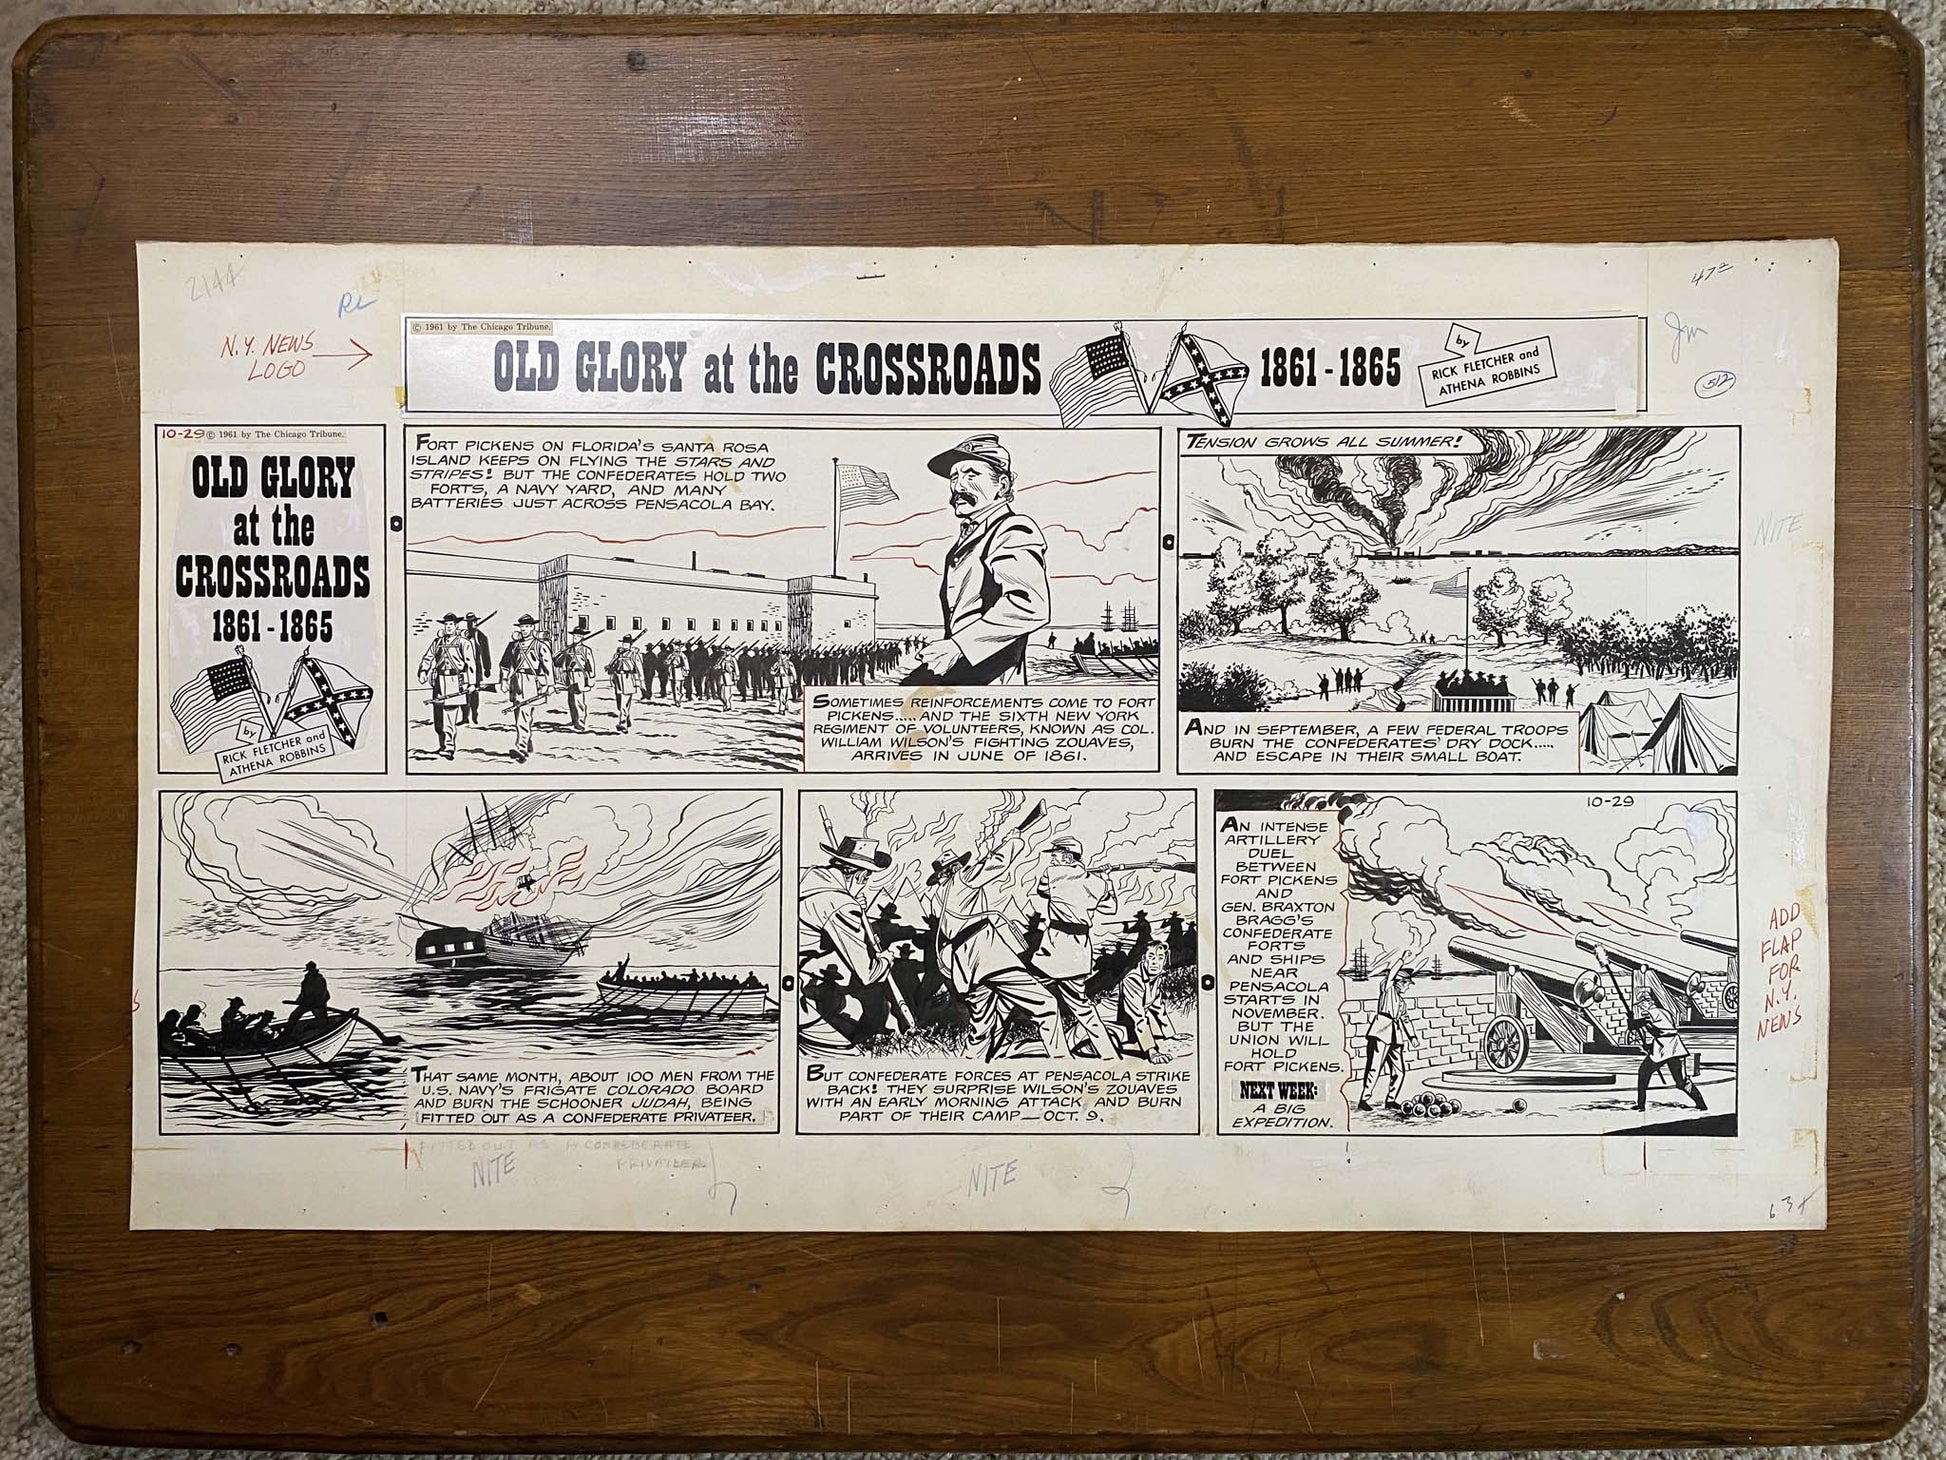 2144
N.Y. NEWS
LOGO
© 1961 by The Chicago Tribune.
OLD GLORY at the CROSSROADS 1861-1865
by
RICK FLETCHER and
ATHENA ROBBINS
512
10-29 © 1961 by The Chicago Tribune.
OLD GLORY
at the
CROSSROADS
1861-1865
by
RICK FLETCHER and
ATHENA ROBBINS
FORT PICKENS ON FLORIDA'S SANTA ROSA
ISLAND KEEPS ON FLYING THE STARS AND
STRIPES! BUT THE CONFEDERATES HOLD TWO
FORTS, A NAVY YARD, AND MANY
BATTERIES JUST ACROSS PENSACOLA BAY.
SOMETIMES REINFORCEMENTS COME TO FORT
PICKENS.....AND THE SIXTH NEW YORK
REGIMENT OF VOLUNTEERS, KNOWN AS COL.
WILLIAM WILSON'S FIGHTING ZOUAVES,
ARRIVES IN JUNE OF 1861.
TENSION GROWS ALL SUMMER!
AND IN SEPTEMBER, A FEW FEDERAL TROOPS
BURN THE CONFEDERATES' DRY DOCK.....
AND ESCAPE IN THEIR SMALL BOAT.
NITE
THAT SAME MONTH, ABOUT 100 MEN FROM THE
U.S. NAVY'S FRIGATE COLORADO BOARD
AND BURN THE SCHOONER JUDAH, BEING
FITTED OUT AS A CONFEDERATE PRIVATEER.
BUT CONFEDERATE FORCES AT PENSACOLA STRIKE
BACK! THEY SURPRISE WILSON'S ZOUAVES
WITH AN EARLY MORNING ATTACK, AND BURN
PART OF THEIR CAMP—OCT. 9.
10-29
AN INTENSE
ARTILLERY
DUEL
BETWEEN
FORT PICKENS
AND
GEN. BRAXTON
BRAGG'S
CONFEDERATE
FORTS
AND SHIPS
NEAR
PENSACOLA
STARTS IN
NOVEMBER.
BUT THE
UNION WILL
HOLD
FORT PICKENS.
NEXT WEEK:
A BIG
EXPEDITION.
ADD
FLAP
FOR
N.Y.
NEWS
FITTED OUT AS A CONFEDERATE
PRIVATEER
NITE
NITE